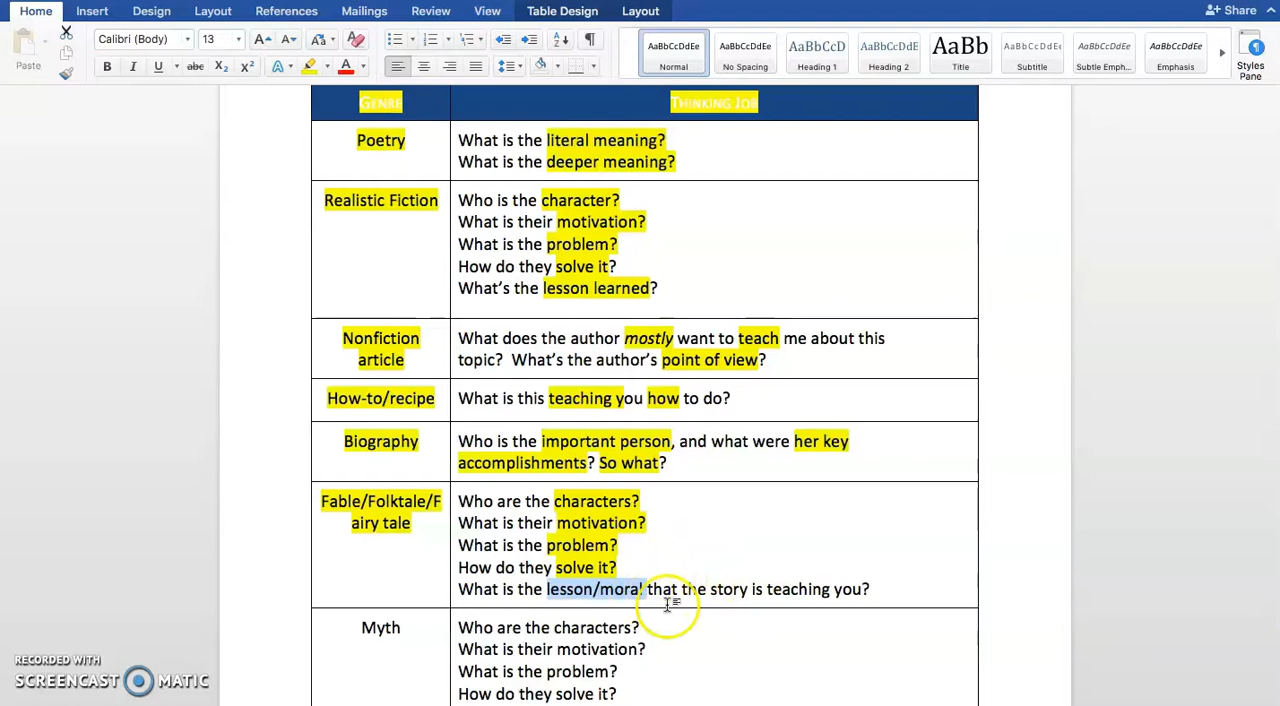 Home Insert Design Layout References Mailings Review View Table Design Layout Share
Paste Calibri (Body) 13
B I U abc X2 X2 A A
AaBbCcDdEe AaBbCcDdEe AaBbCcD AaBbCcDdE AaBb AaBbCcDdEe AaBbCcDdEe AaBbCcDdEe
Normal No Spacing Heading 1 Heading 2 Title Subtitle Subtle Emph... Emphasis Styles Pane
GENRE THINKING JOB
Poetry What is the literal meaning?
What is the deeper meaning?
Realistic Fiction Who is the character?
What is their motivation?
What is the problem?
How do they solve it?
What's the lesson learned?
Nonfiction What does the author mostly want to teach me about this
article topic? What's the author's point of view?
How-to/recipe What is this teaching you how to do?
Biography Who is the important person, and what were her key
accomplishments? So what?
Fable/Folktale/F Who are the characters?
airy tale What is their motivation?
What is the problem?
How do they solve it?
What is the lesson/moral that the story is teaching you?
Myth Who are the characters?
What is their motivation?
What is the problem?
How do they solve it?
RECORDED WITH
SCREENCAST MATIC